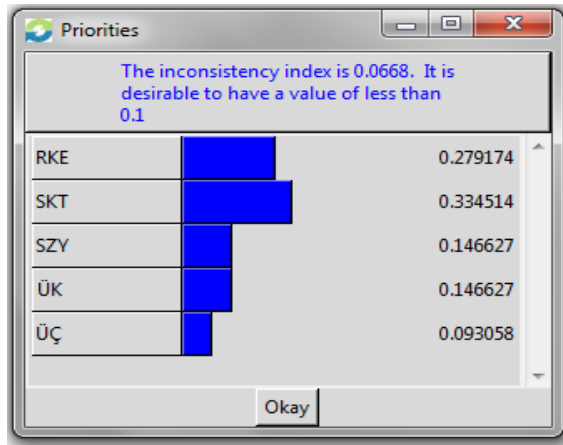 Priorities
The inconsistency index is 0.0668. It is
desirable to have a value of less than
0.1
RKE 0.279174
SKT 0.334514
SZY 0.146627
ÜK 0.146627
ÜÇ 0.093058
Okay